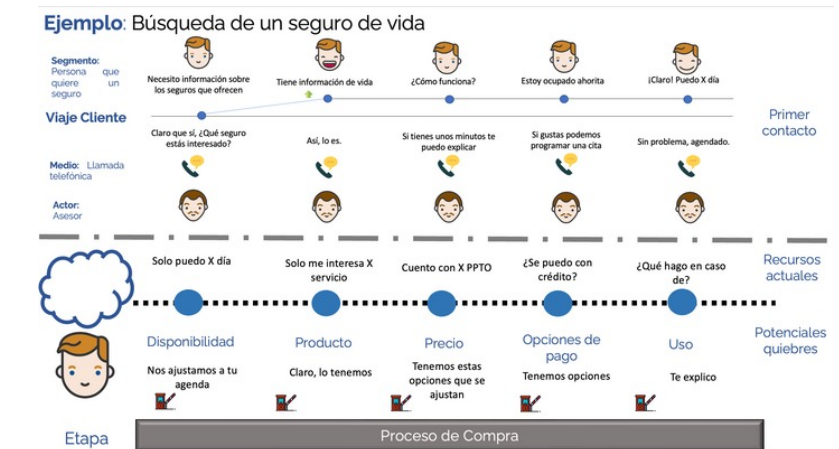 Ejemplo: Búsqueda de un seguro de vida
Segmento:
Persona que
quiere un
seguro
Necesito información sobre
los seguros que ofrecen
Tiene información de vida
¿Cómo funciona?
Estoy ocupado ahorita
¡Claro! Puedo X día
Viaje Cliente
Primer
contacto
Claro que sí, ¿Qué seguro
estás interesado?
Así, lo es.
Si tienes unos minutos te
puedo explicar
Si gustas podemos
programar una cita
Sin problema, agendado.
Medio: Llamada
telefónica
Actor:
Asesor
Solo puedo X día
Solo me interesa X
servicio
Cuento con X PPTO
¿Se puedo con
crédito?
¿Qué hago en caso
de?
Recursos
actuales
Disponibilidad
Producto
Precio
Opciones de
pago
Uso
Potenciales
quiebres
Nos ajustamos a tu
agenda
Claro, lo tenemos
Tenemos estas
opciones que se
ajustan
Tenemos opciones
Te explico
Etapa
Proceso de Compra